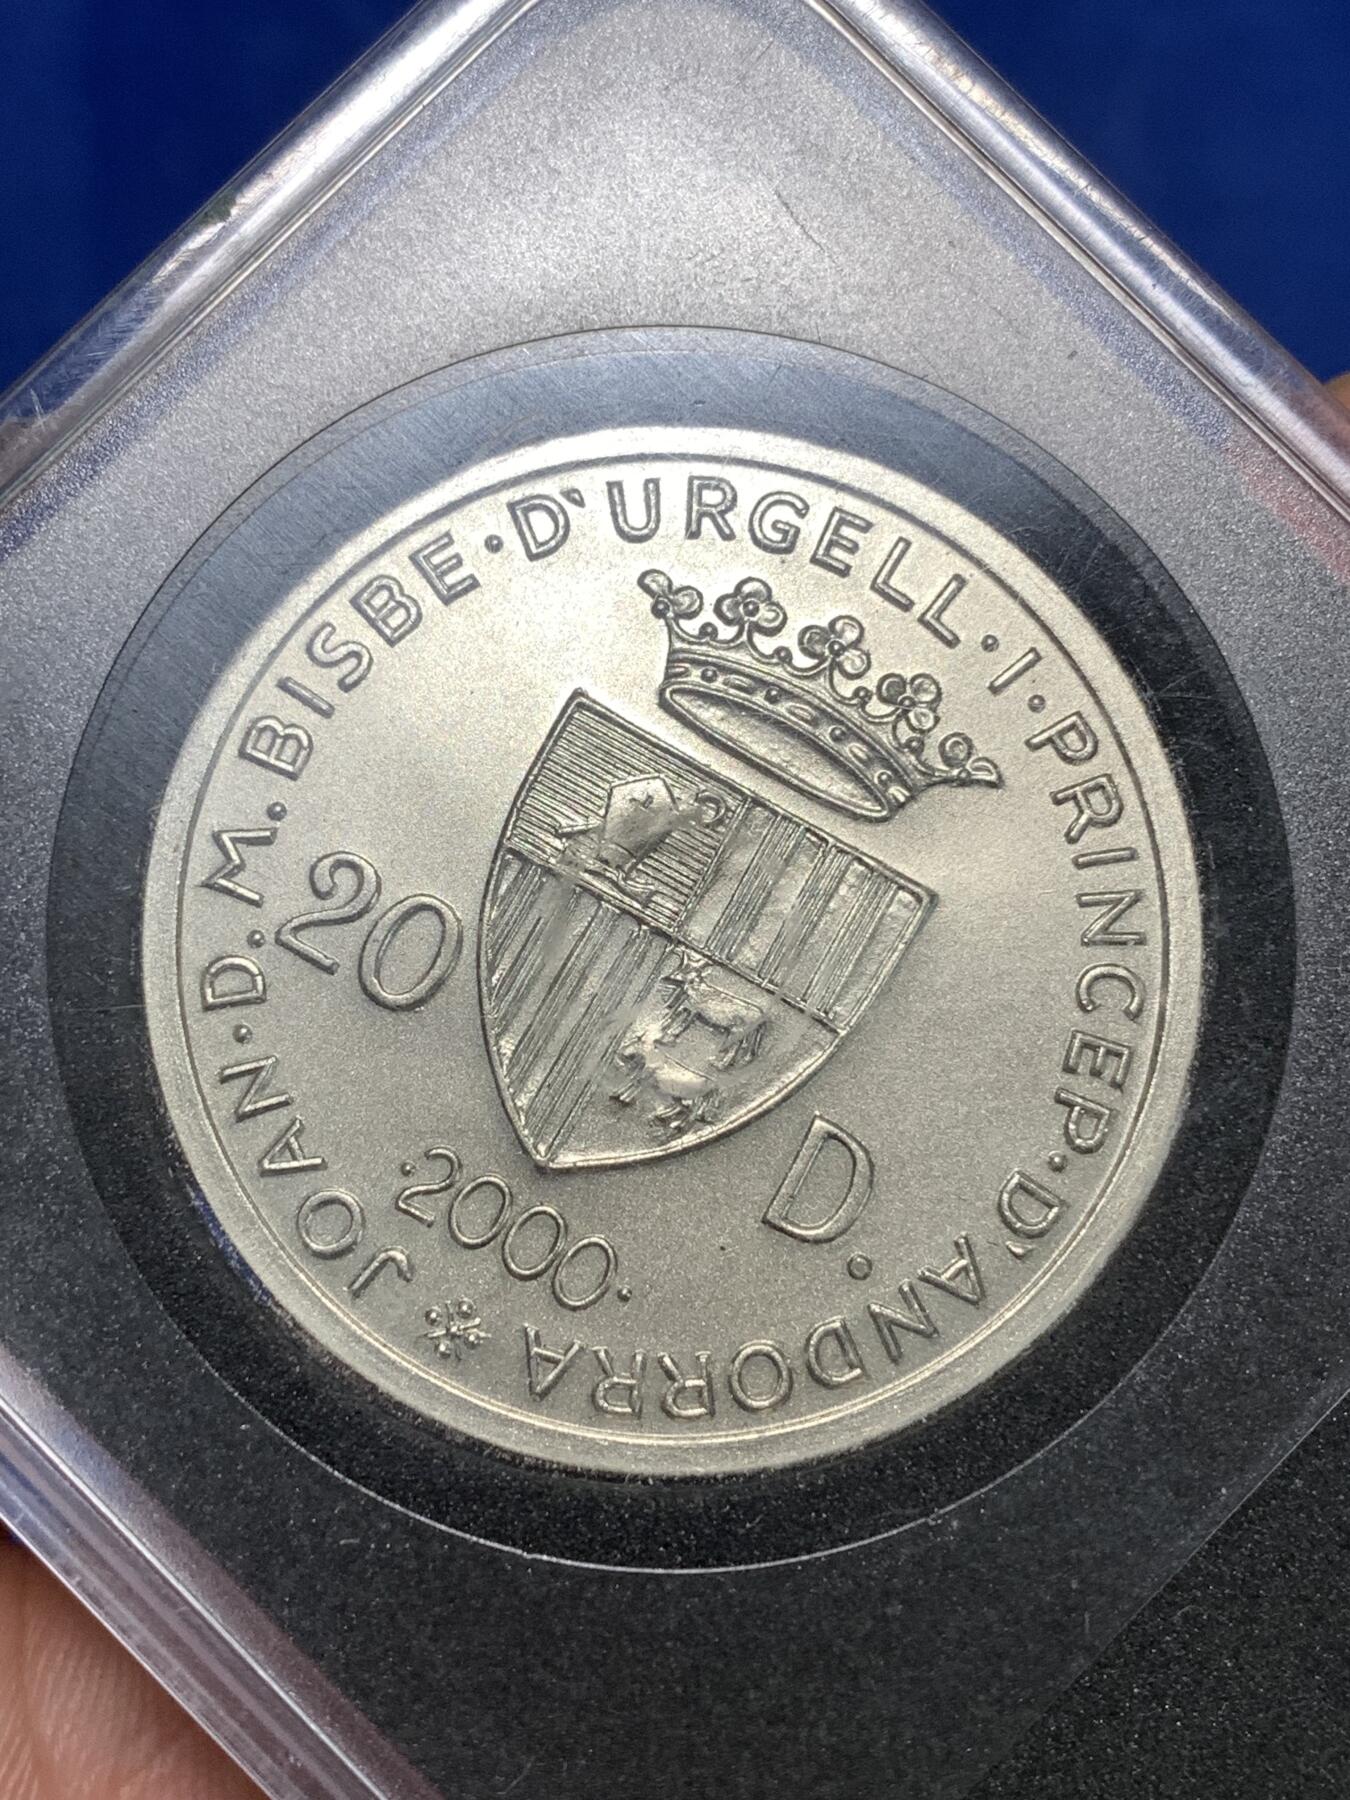 JOAN·D.M.BISBE·D'URGELL·I·PRINCEP·D'ANDORRA
20 D.
·2000·